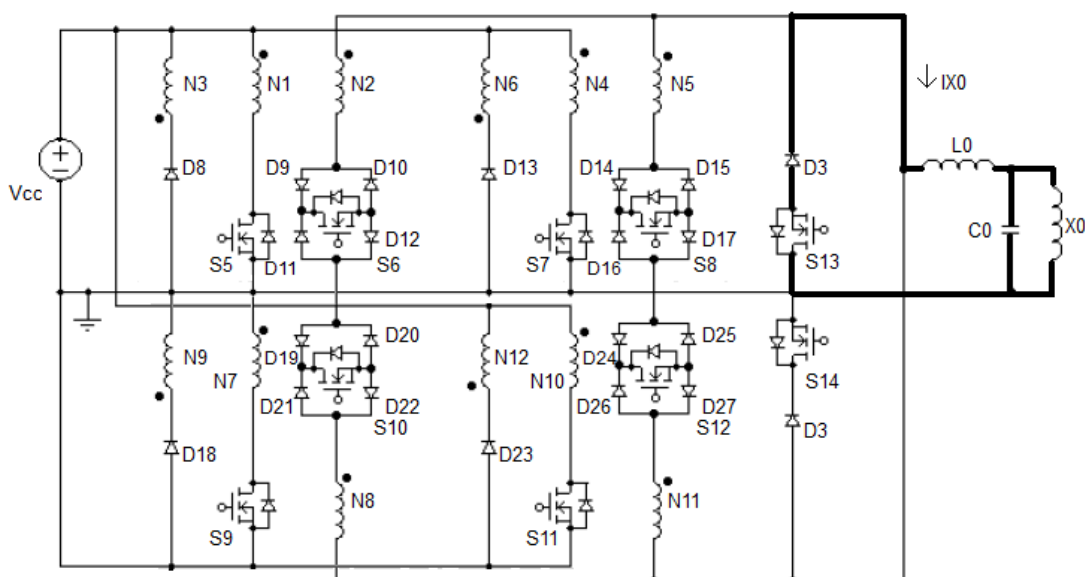 IX0
N3
N1
N2
N6
N4
N5
L0
D8
D9
D10
D13
D14
D15
D3
Vcc
C0
X0
D12
D17
S5
D11
S6
S7
D16
S8
S13
D20
D25
N9
D19
N12
D24
N7
N10
S14
D21
D22
D26
D27
S10
S12
D18
D23
D3
N8
N11
S9
S11